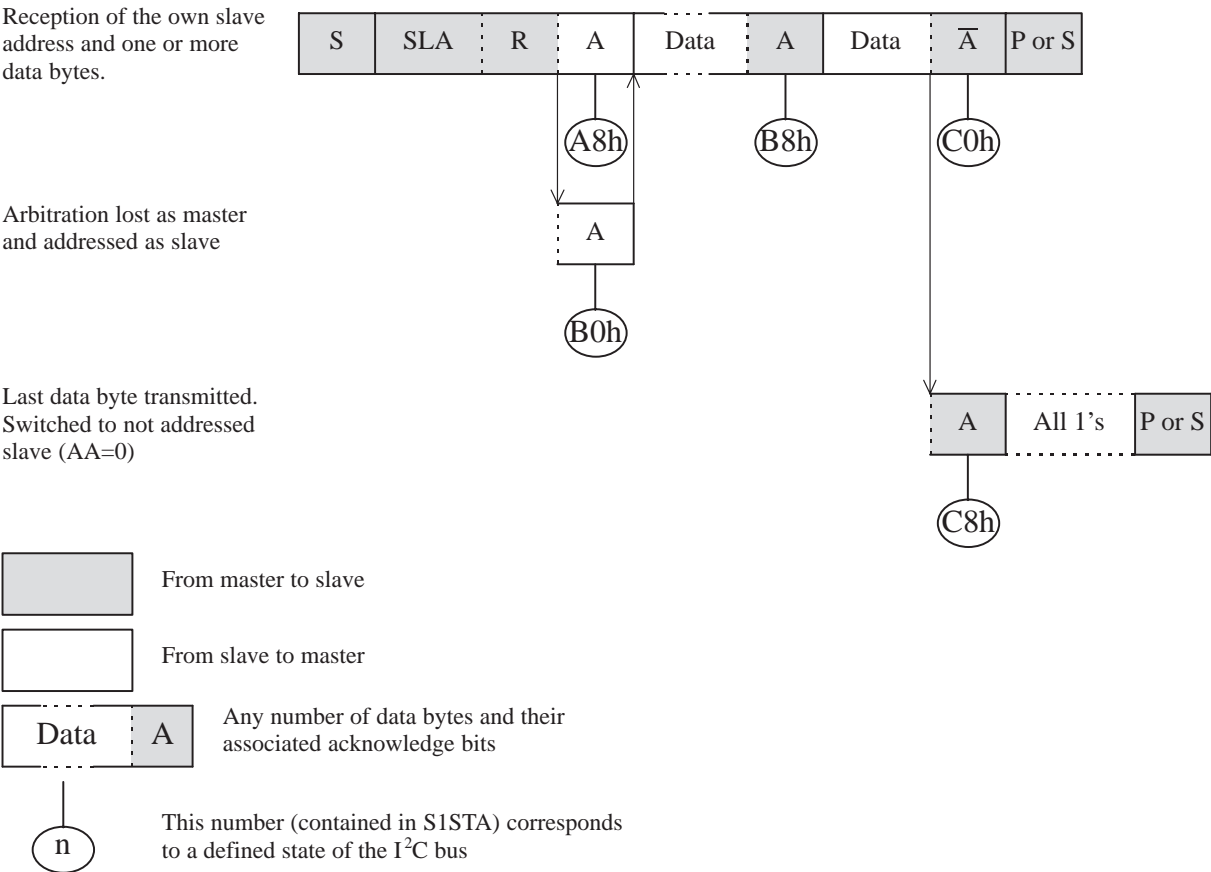 Reception of the own slave
address and one or more
data bytes.
S SLA R A Data A Data A̅ P or S
A8h B8h C0h
Arbitration lost as master
and addressed as slave
A
B0h
Last data byte transmitted.
Switched to not addressed
slave (AA=0)
A All 1's P or S
C8h
From master to slave
From slave to master
Data A
Any number of data bytes and their
associated acknowledge bits
n
This number (contained in S1STA) corresponds
to a defined state of the I²C bus